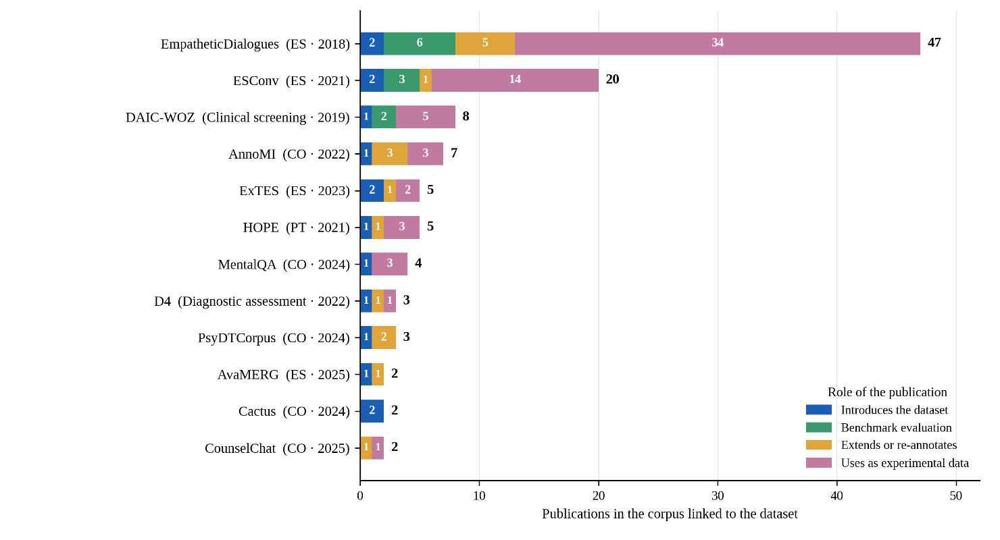 EmpatheticDialogues (ES · 2018) 2 6 5 34 47
ESConv (ES · 2021) 2 3 1 14 20
DAIC-WOZ (Clinical screening · 2019) 1 2 5 8
AnnoMI (CO · 2022) 1 3 3 7
ExTES (ES · 2023) 2 1 2 5
HOPE (PT · 2021) 1 1 3 5
MentalQA (CO · 2024) 1 3 4
D4 (Diagnostic assessment · 2022) 1 1 1 3
PsyDTCorpus (CO · 2024) 1 2 3
AvaMERG (ES · 2025) 1 1 2
Cactus (CO · 2024) 2 2
CounselChat (CO · 2025) 1 1 2
Role of the publication
Introduces the dataset
Benchmark evaluation
Extends or re-annotates
Uses as experimental data
0 10 20 30 40 50
Publications in the corpus linked to the dataset